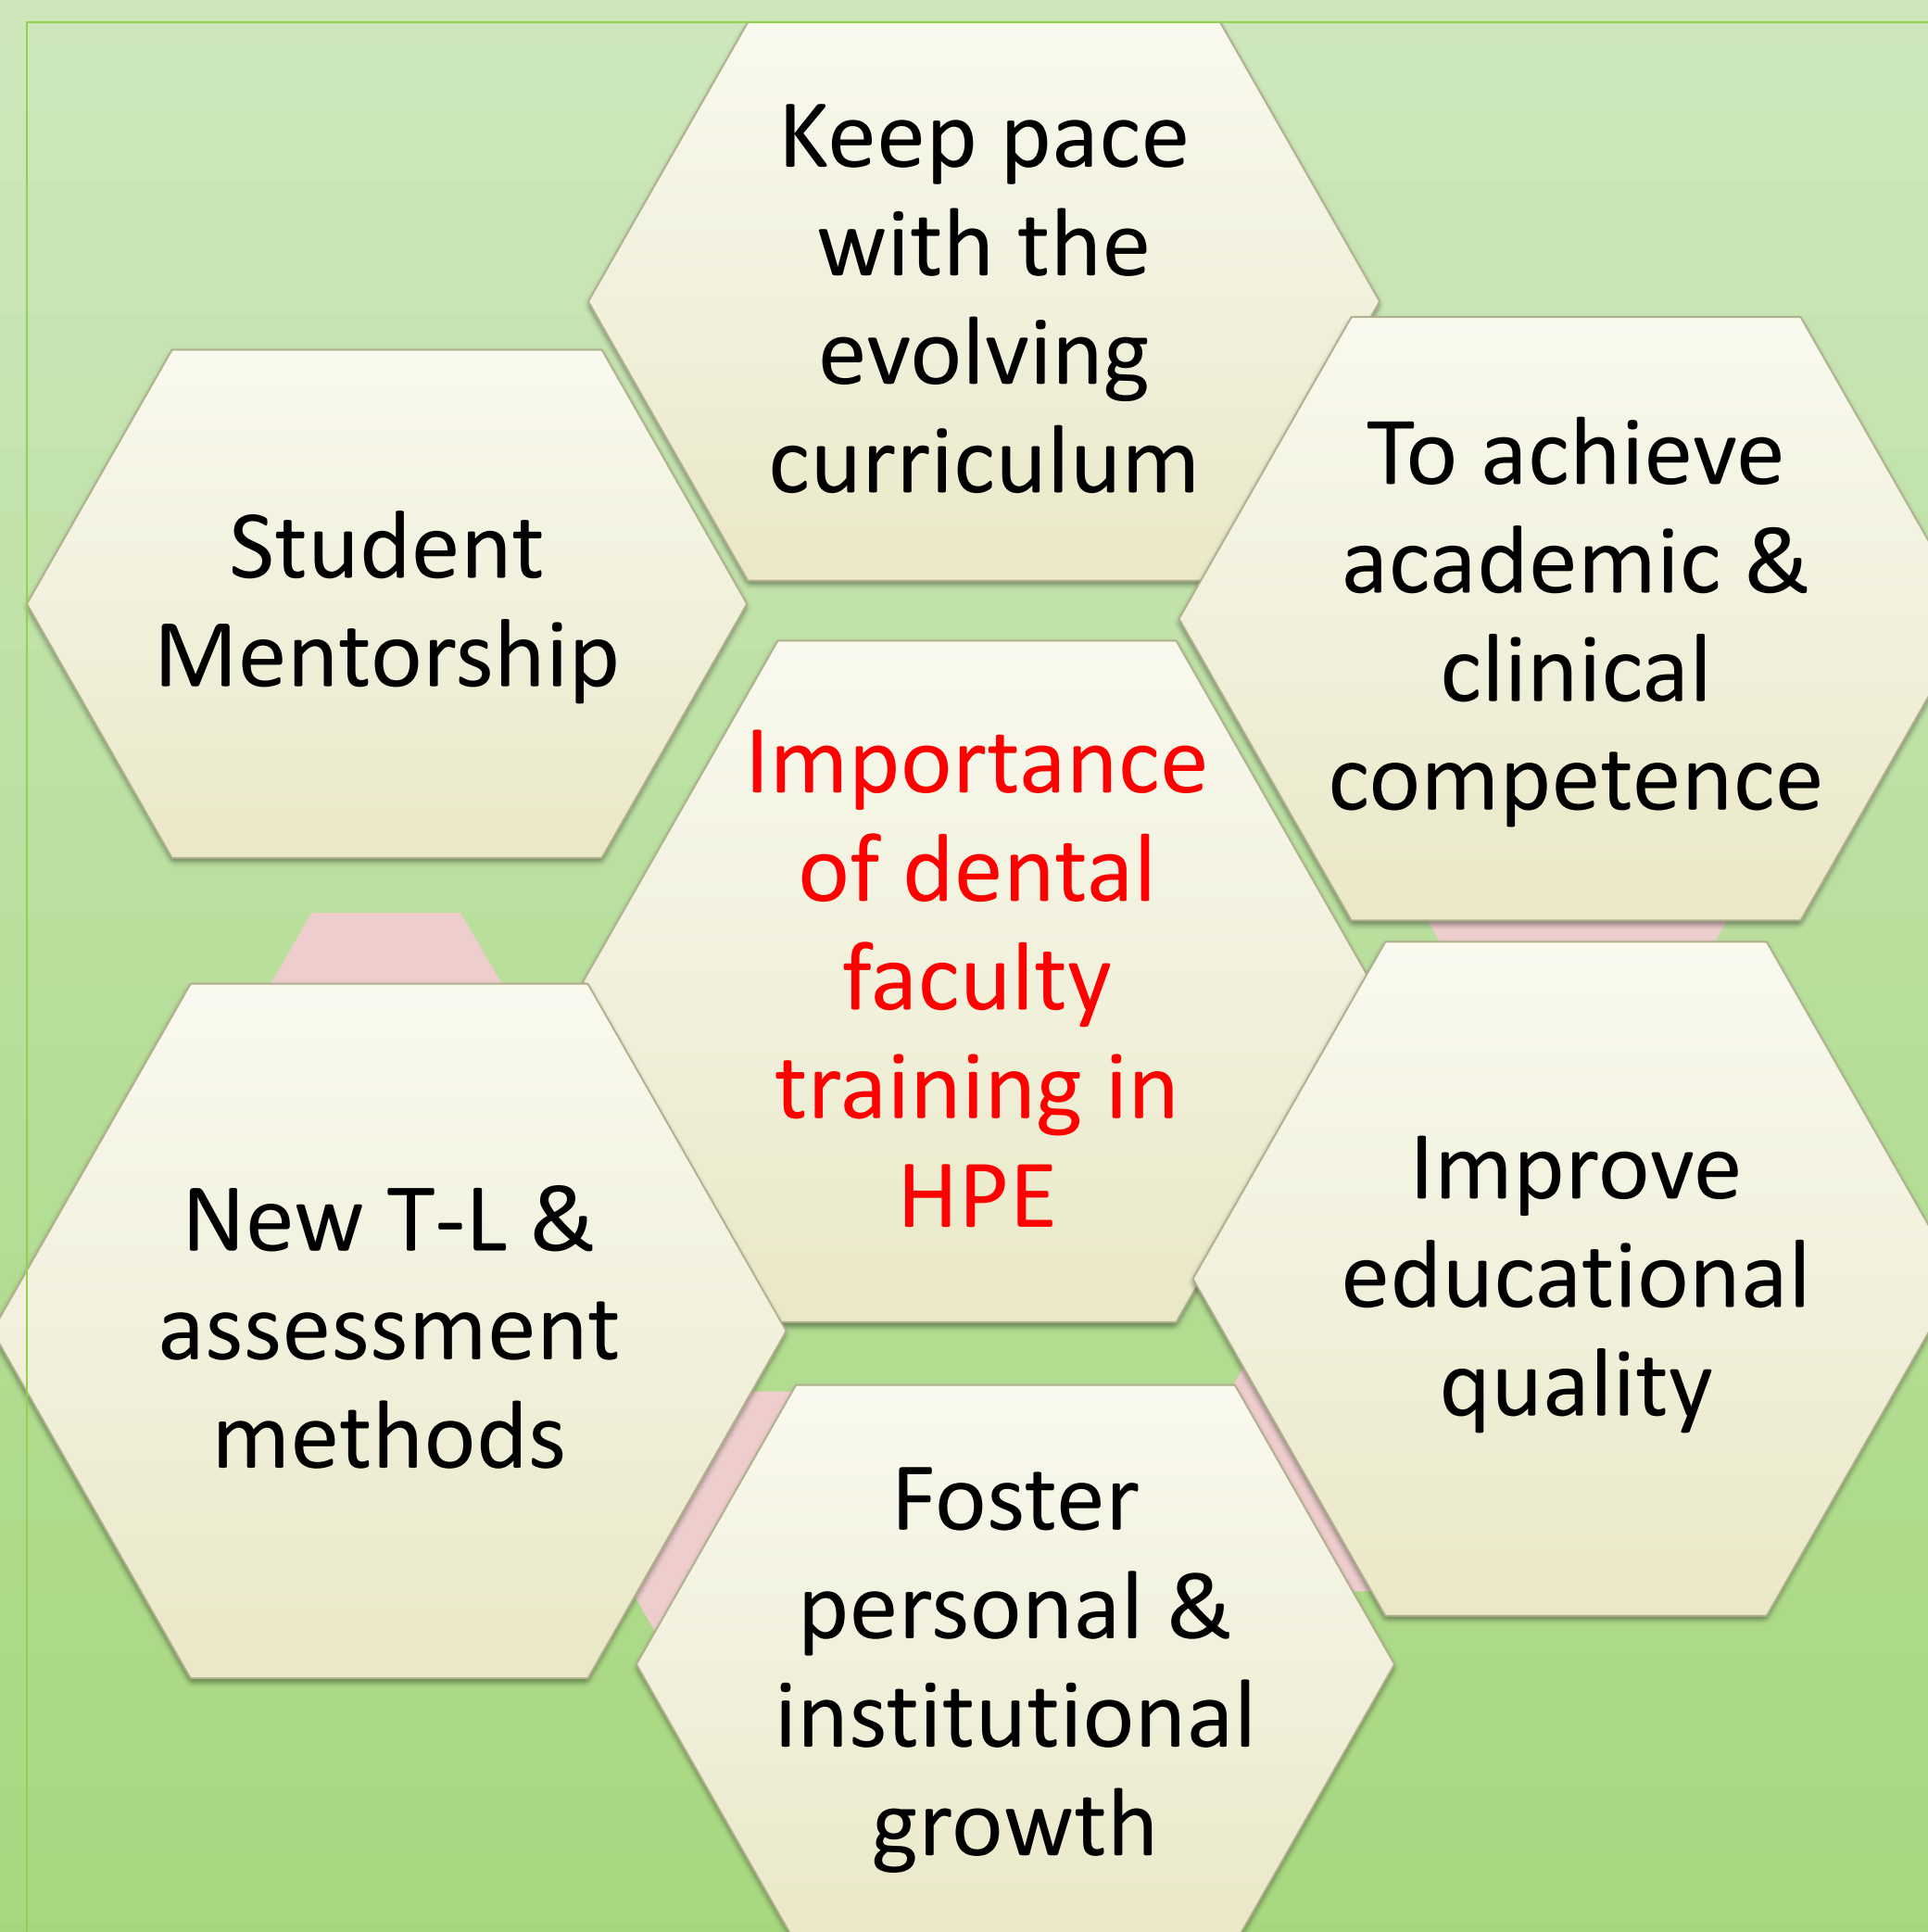 Keep pace
with the
evolving
curriculum
To achieve
academic &
clinical
competence
Student
Mentorship
Importance
of dental
faculty
training in
HPE
Improve
educational
quality
New T-L &
assessment
methods
Foster
personal &
institutional
growth